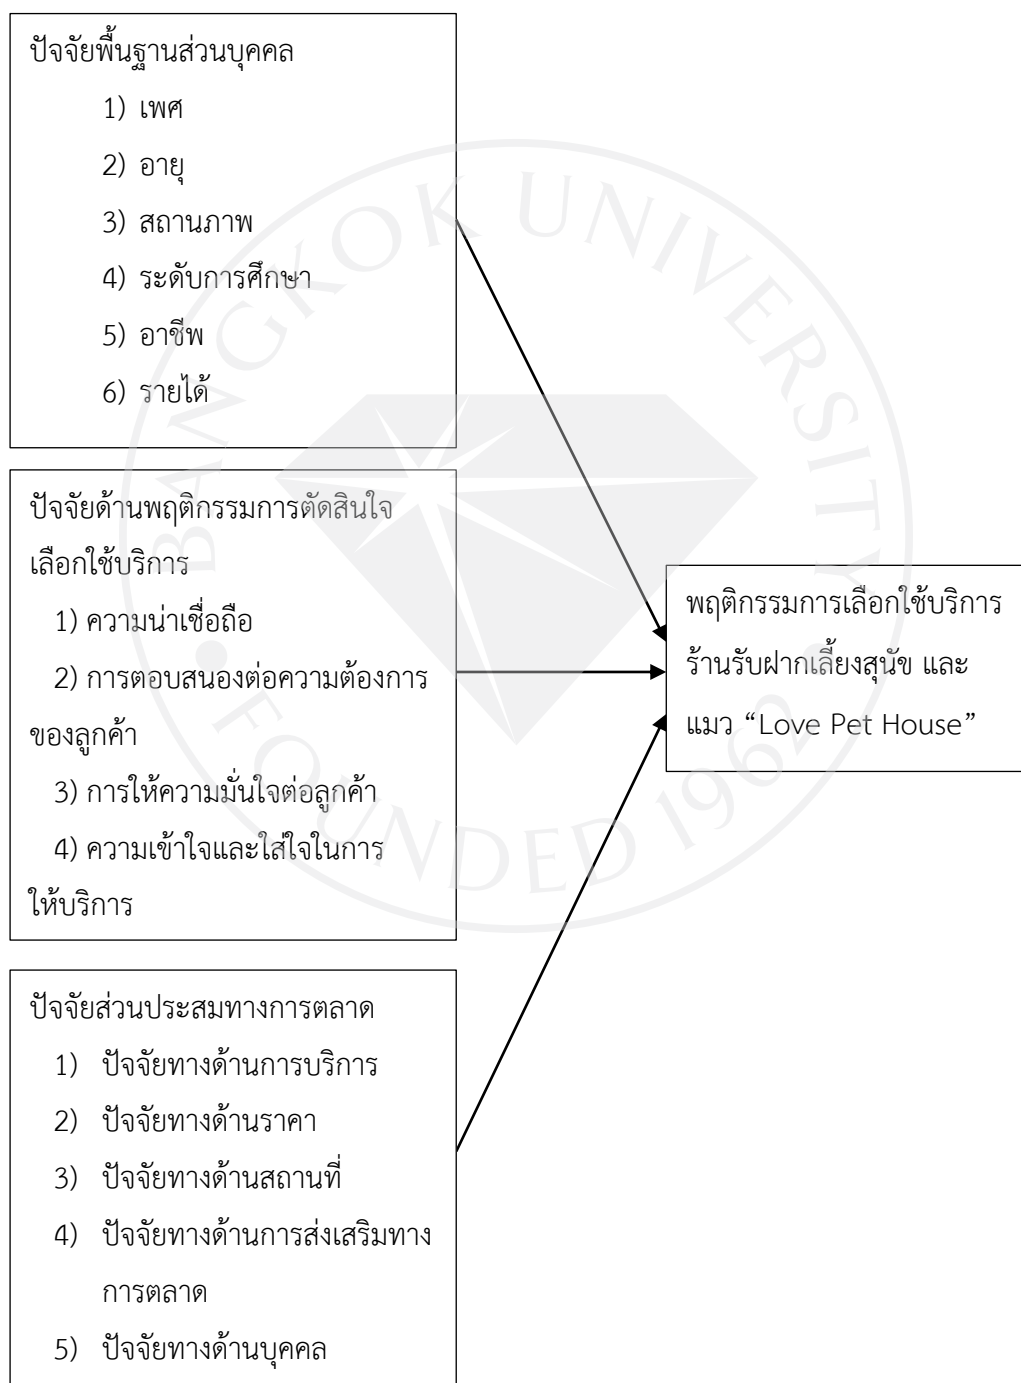 ปัจจัยพื้นฐานส่วนบุคคล
1) เพศ
2) อายุ
3) สถานภาพ
4) ระดับการศึกษา
5) อาชีพ
6) รายได้
ปัจจัยด้านพฤติกรรมการตัดสินใจ
เลือกใช้บริการ
1) ความน่าเชื่อถือ
2) การตอบสนองต่อความต้องการ
ของลูกค้า
3) การให้ความมั่นใจต่อลูกค้า
4) ความเข้าใจและใส่ใจในการ
ให้บริการ
ปัจจัยส่วนประสมทางการตลาด
1) ปัจจัยทางด้านการบริการ
2) ปัจจัยทางด้านราคา
3) ปัจจัยทางด้านสถานที่
4) ปัจจัยทางด้านการส่งเสริมทาง
การตลาด
5) ปัจจัยทางด้านบุคคล
พฤติกรรมการเลือกใช้บริการ
ร้านรับฝากเลี้ยงสุนัข และ
แมว “Love Pet House”
BANGKOK UNIVERSITY
FOUNDED 1962